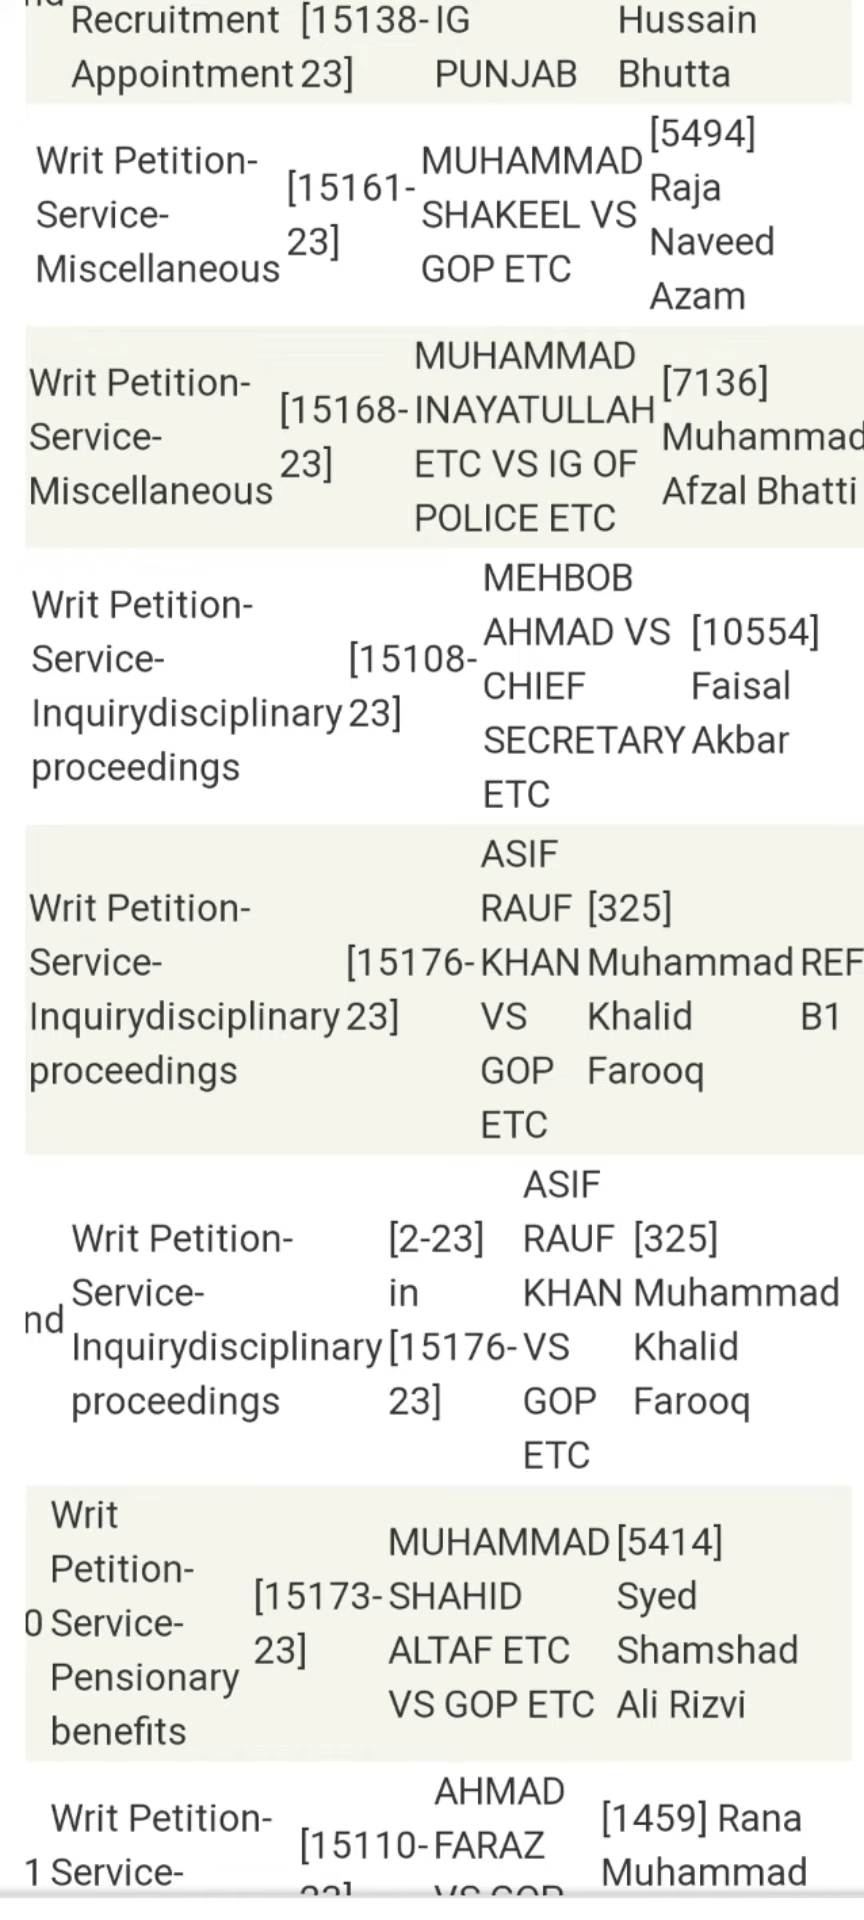 Recruitment [15138- IG Hussain
Appointment 23] PUNJAB Bhutta
Writ Petition-
Service-
Miscellaneous
[15161-
23]
MUHAMMAD
SHAKEEL VS
GOP ETC
[5494]
Raja
Naveed
Azam
Writ Petition-
Service-
Miscellaneous
[15168-
23]
MUHAMMAD
INAYATULLAH
ETC VS IG OF
POLICE ETC
[7136]
Muhammad
Afzal Bhatti
Writ Petition-
Service-
Inquirydisciplinary
proceedings
[15108-
23]
MEHBOB
AHMAD VS
CHIEF
SECRETARY
ETC
[10554]
Faisal
Akbar
Writ Petition-
Service-
Inquirydisciplinary
proceedings
[15176-
23]
ASIF
RAUF
KHAN
VS
GOP
ETC
[325]
Muhammad
Khalid
Farooq
REF
B1
nd
Writ Petition-
Service-
Inquirydisciplinary
proceedings
[2-23]
in
[15176-
23]
ASIF
RAUF
KHAN
VS
GOP
ETC
[325]
Muhammad
Khalid
Farooq
0
Writ
Petition-
Service-
Pensionary
benefits
[15173-
23]
MUHAMMAD
SHAHID
ALTAF ETC
VS GOP ETC
[5414]
Syed
Shamshad
Ali Rizvi
1
Writ Petition-
Service-
[15110-
23]
AHMAD
FARAZ
VS GOP
[1459] Rana
Muhammad